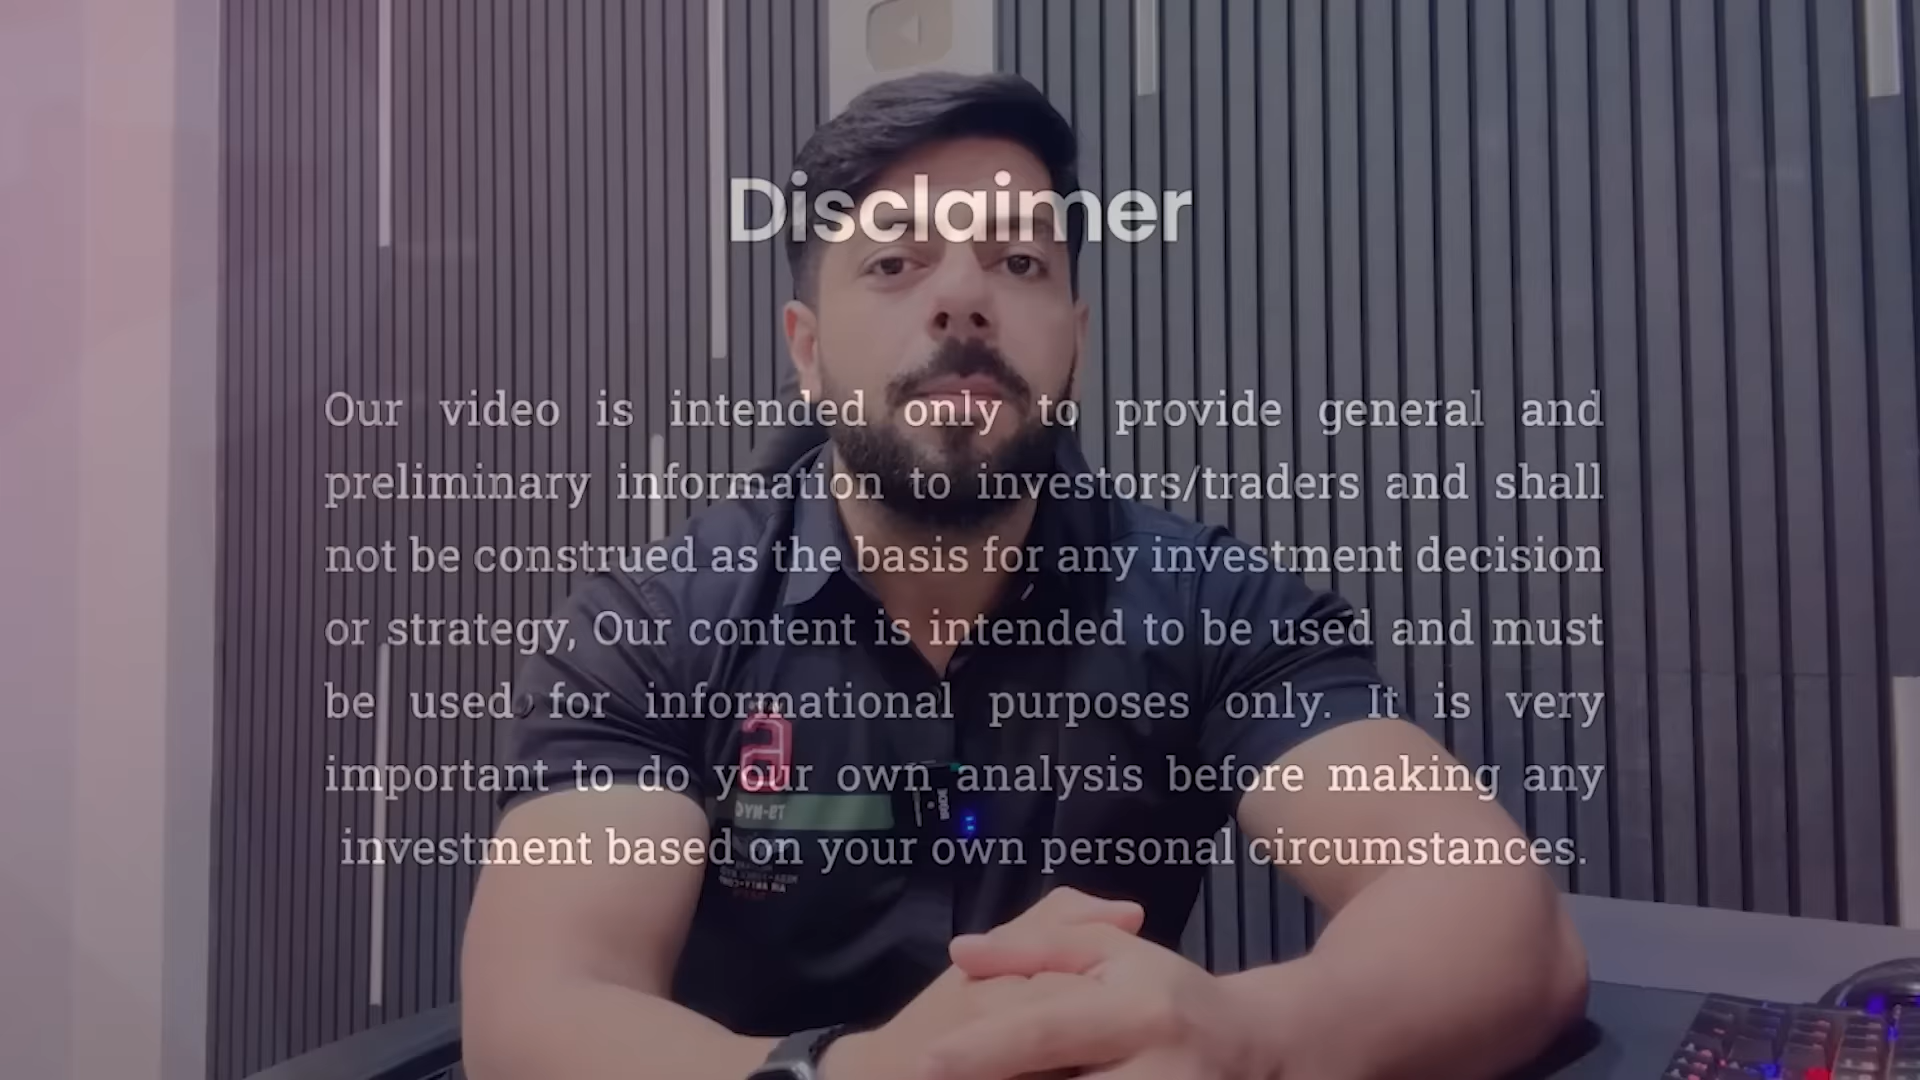 Disclaimer
Our video is intended only to provide general and
preliminary information to investors/traders and shall
not be construed as the basis for any investment decision
or strategy, Our content is intended to be used and must
be used for informational purposes only. It is very
important to do your own analysis before making any
investment based on your own personal circumstances.